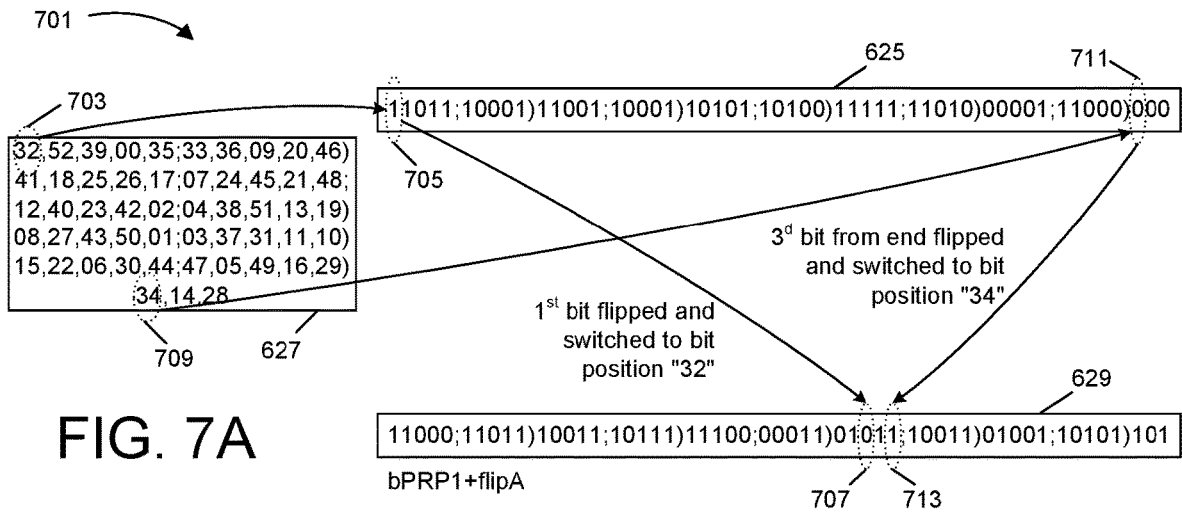 701
703
625
711
11011;10001)11001;10001)10101;10100)11111;11010)00001;11000)000
32,52,39,00,35;33,36,09,20,46)
41,18,25,26,17;07,24,45,21,48;
12,40,23,42,02;04,38,51,13,19)
08,27,43,50,01;03,37,31,11,10)
15,22,06,30,44;47,05,49,16,29)
34,14,28
705
3d bit from end flipped
and switched to bit
position "34"
1st bit flipped and
switched to bit
position "32"
709
627
629
FIG. 7A
11000;11011)10011;10111)11100;00011)01011;10011)01001;10101)101
bPRP1+flipA
707
713